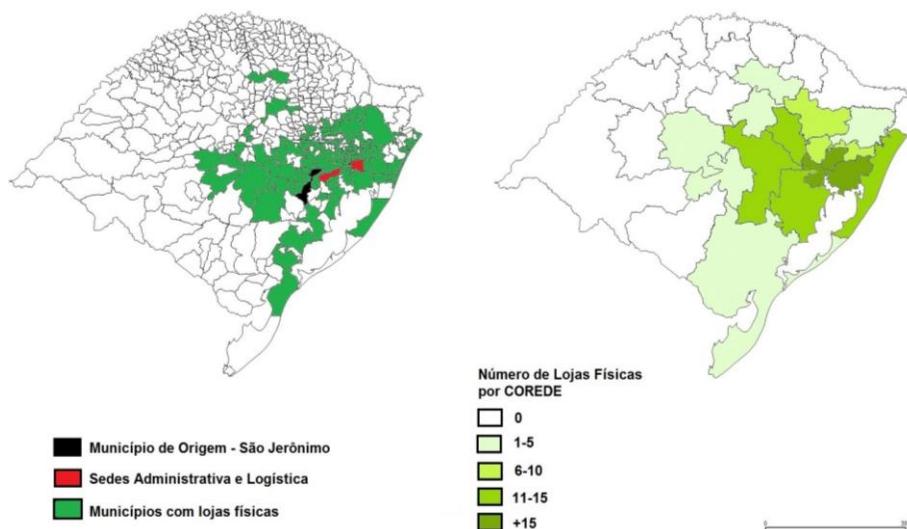 Município de Origem - São Jerônimo
Sedes Administrativa e Logística
Municípios com lojas físicas
Número de Lojas Físicas
por COREDE
0
1-5
6-10
11-15
+15
0